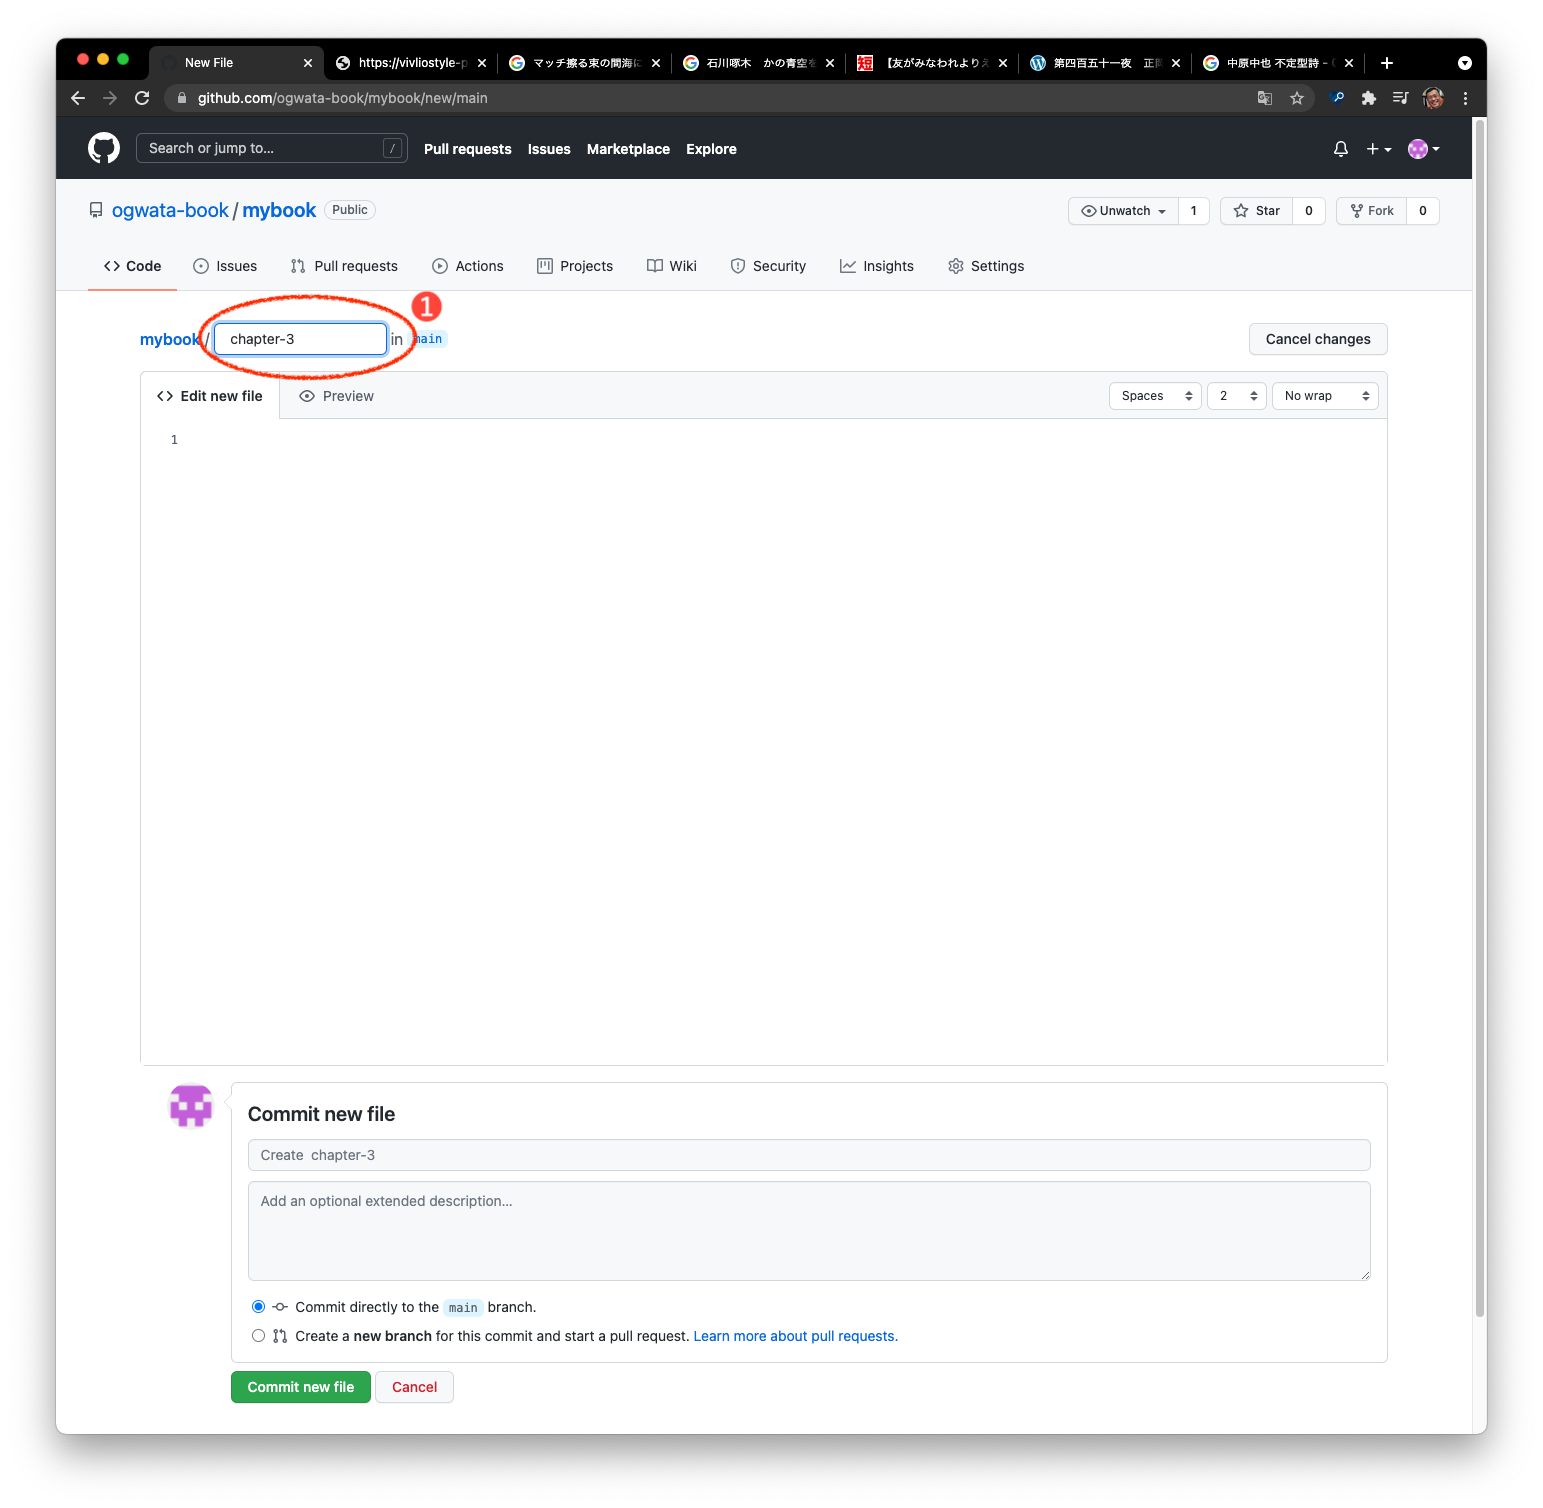 New File
https://vivliostyle-p
マッチ擦る束の間海に
石川啄木 かの青空を
短
【友がみなわれよりえ
第四百五十一夜 正岡
中原中也 不定型詩 -
github.com/ogwata-book/mybook/new/main
Search or jump to... /
Pull requests Issues Marketplace Explore
ogwata-book / mybook Public
Unwatch 1 Star 0 Fork 0
Code Issues Pull requests Actions Projects Wiki Security Insights Settings
1
mybook / chapter-3 in main
Cancel changes
Edit new file Preview
Spaces 2 No wrap
1
Commit new file
Create chapter-3
Add an optional extended description...
Commit directly to the main branch.
Create a new branch for this commit and start a pull request. Learn more about pull requests.
Commit new file Cancel